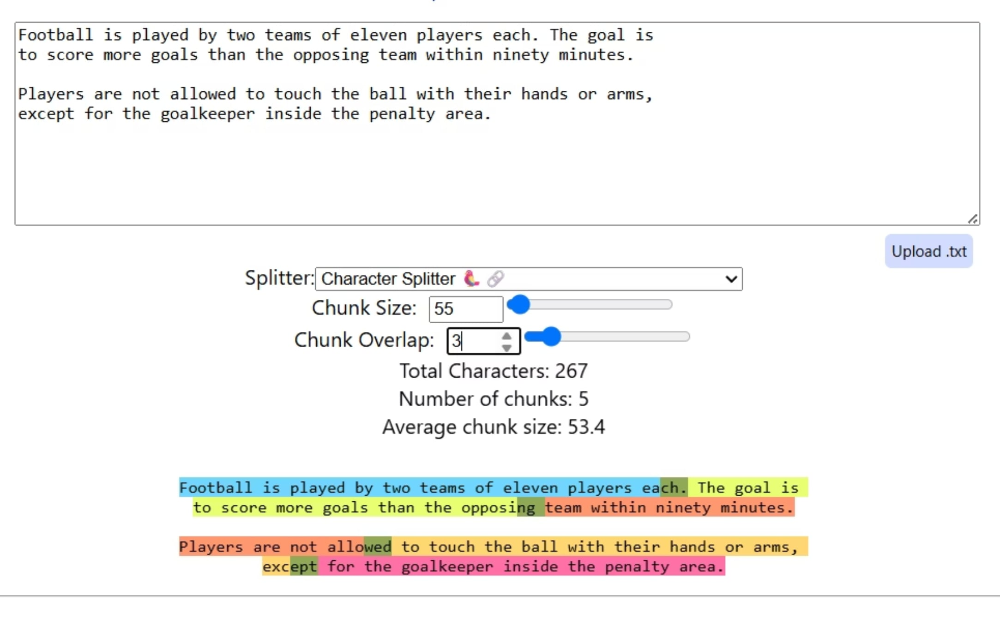 Football is played by two teams of eleven players each. The goal is
to score more goals than the opposing team within ninety minutes.
Players are not allowed to touch the ball with their hands or arms,
except for the goalkeeper inside the penalty area.
Upload .txt
Splitter: Character Splitter 🦜 🔗
Chunk Size: 55
Chunk Overlap: 3
Total Characters: 267
Number of chunks: 5
Average chunk size: 53.4
Football is played by two teams of eleven players each. The goal is
to score more goals than the opposing team within ninety minutes.
Players are not allowed to touch the ball with their hands or arms,
except for the goalkeeper inside the penalty area.